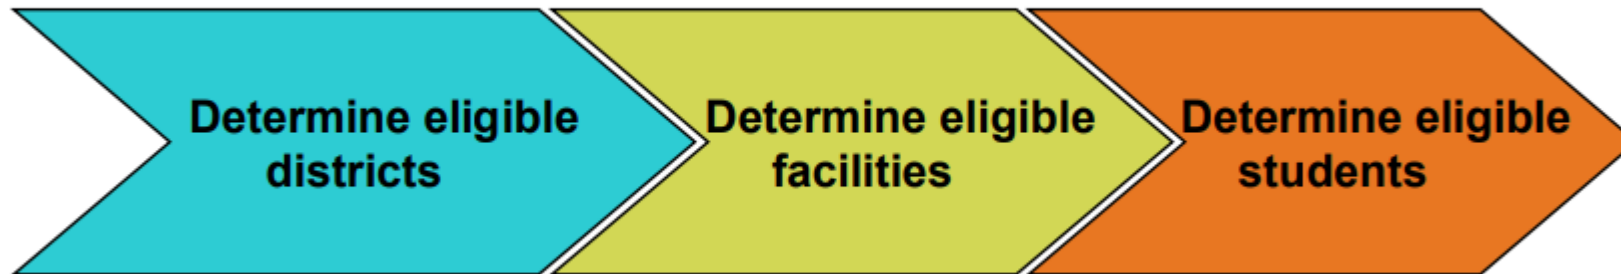 Determine eligible
districts
Determine eligible
facilities
Determine eligible
students